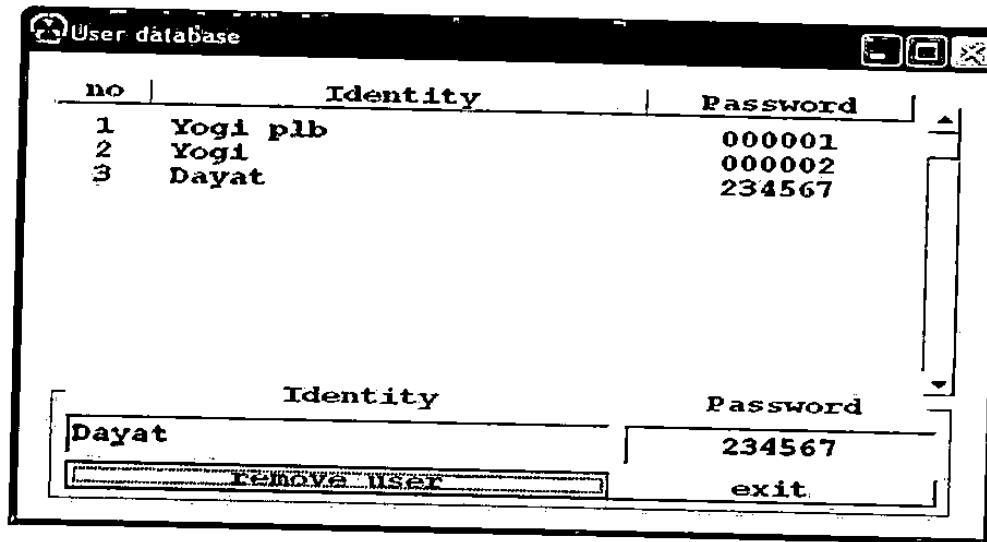 User database
no Identity Password
1 Yogi plb 000001
2 Yogi 000002
3 Dayat 234567
Identity Password
Dayat 234567
remove user exit